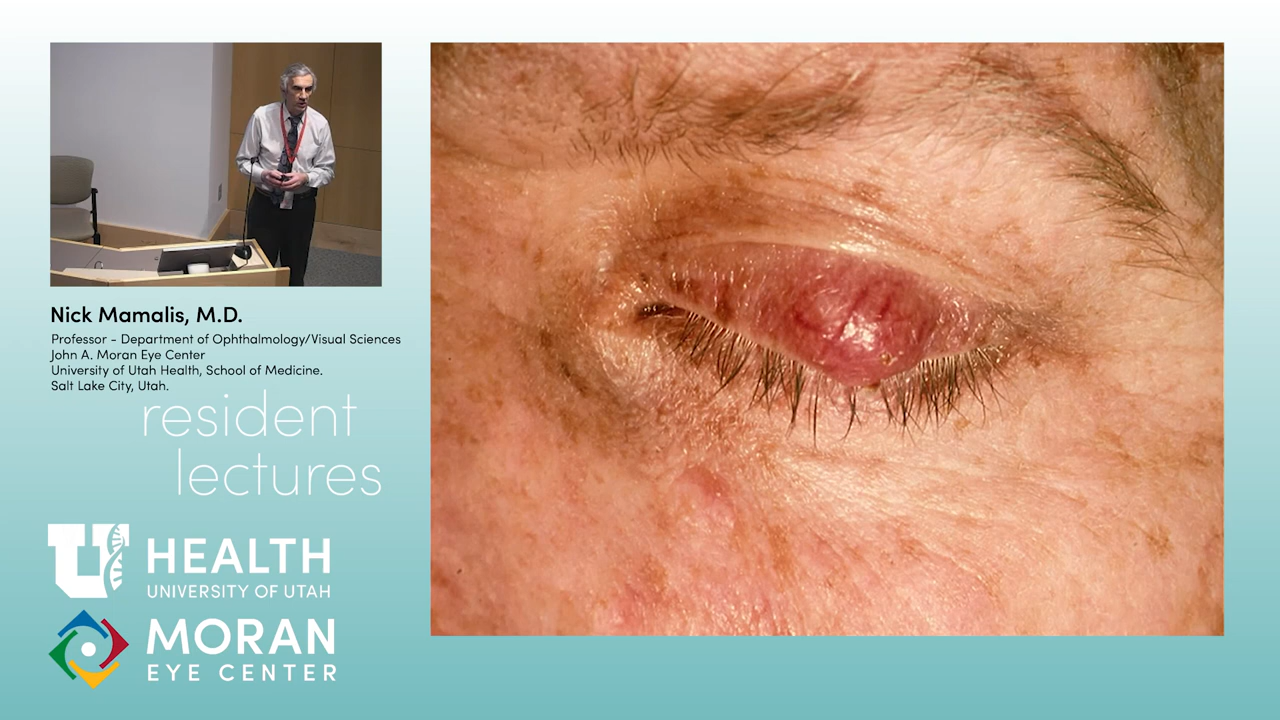 Nick Mamalis, M.D.
Professor - Department of Ophthalmology/Visual Sciences
John A. Moran Eye Center
University of Utah Health, School of Medicine.
Salt Lake City, Utah.
resident
lectures
U HEALTH
UNIVERSITY OF UTAH
MORAN
EYE CENTER